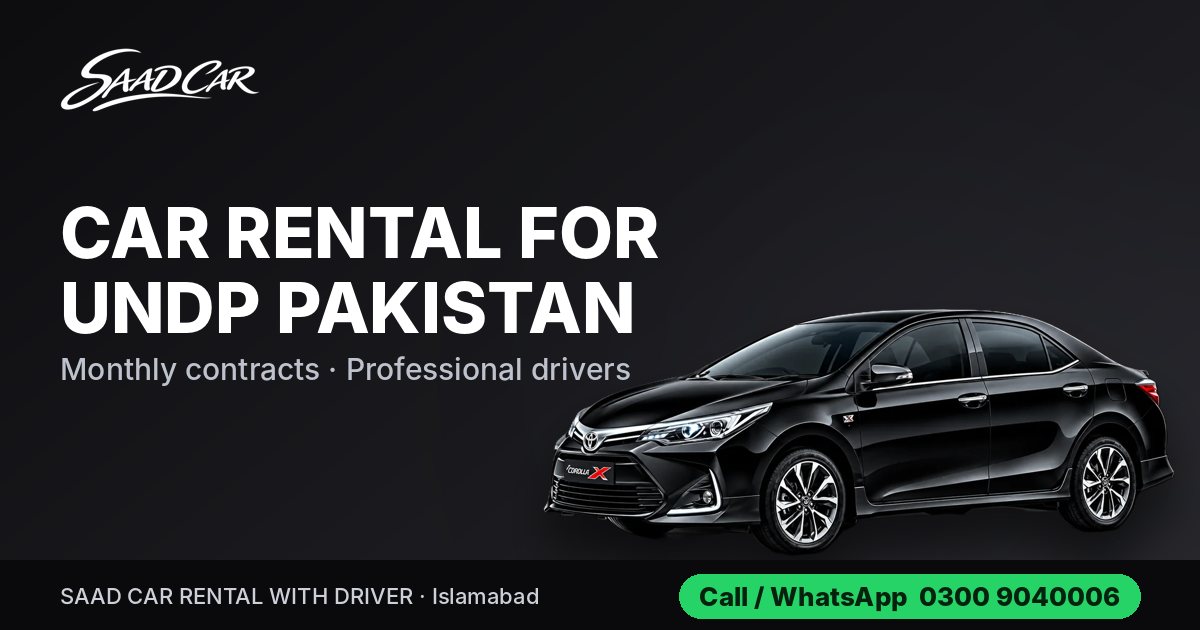 SAAD CAR
CAR RENTAL FOR
UNDP PAKISTAN
Monthly contracts · Professional drivers
COROLLA X
X
SAAD CAR RENTAL WITH DRIVER · Islamabad
Call / WhatsApp 0300 9040006